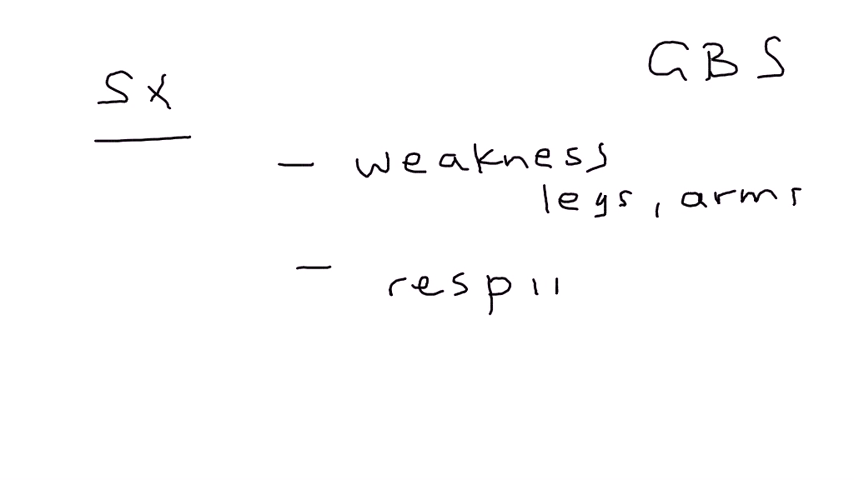 GBS
Sx
- weakness
legs, arms
- resp